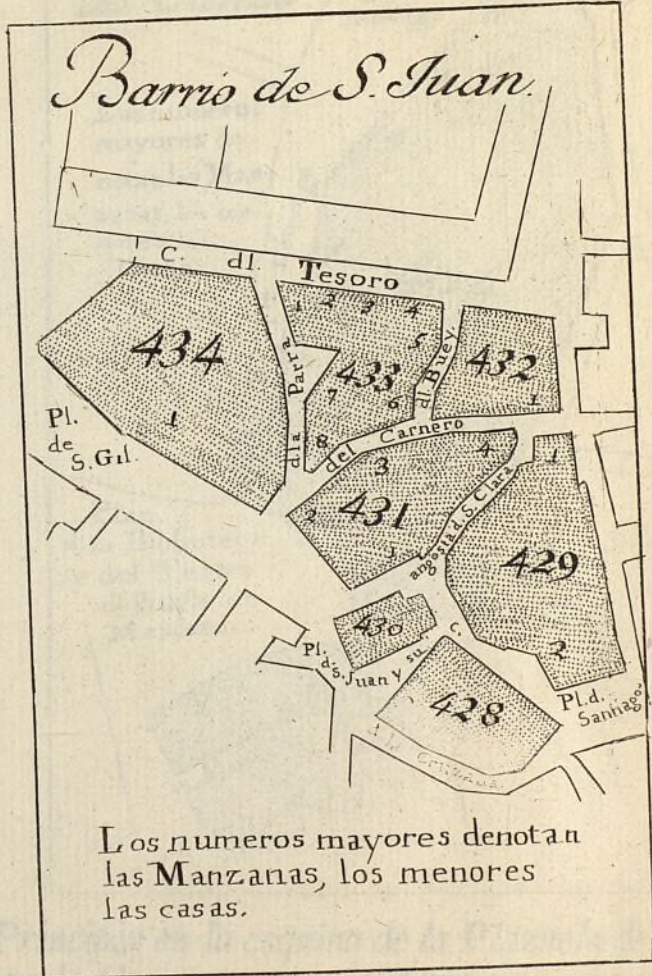 Barrio de S. Juan.
C. dl. Tesoro
434
1
433
1 2 3 4
5
6
7
8
432
1
dla Parra
dl Buey
del Carnero
Pl.
de
S. Gil.
431
1
2
3
4
angosta d. S. Clara
429
1
2
430
Pl.
d. S. Juan y su C.
428
Pl. d.
Santiago.
Los numeros mayores denotan
las Manzanas, los menores
las casas.